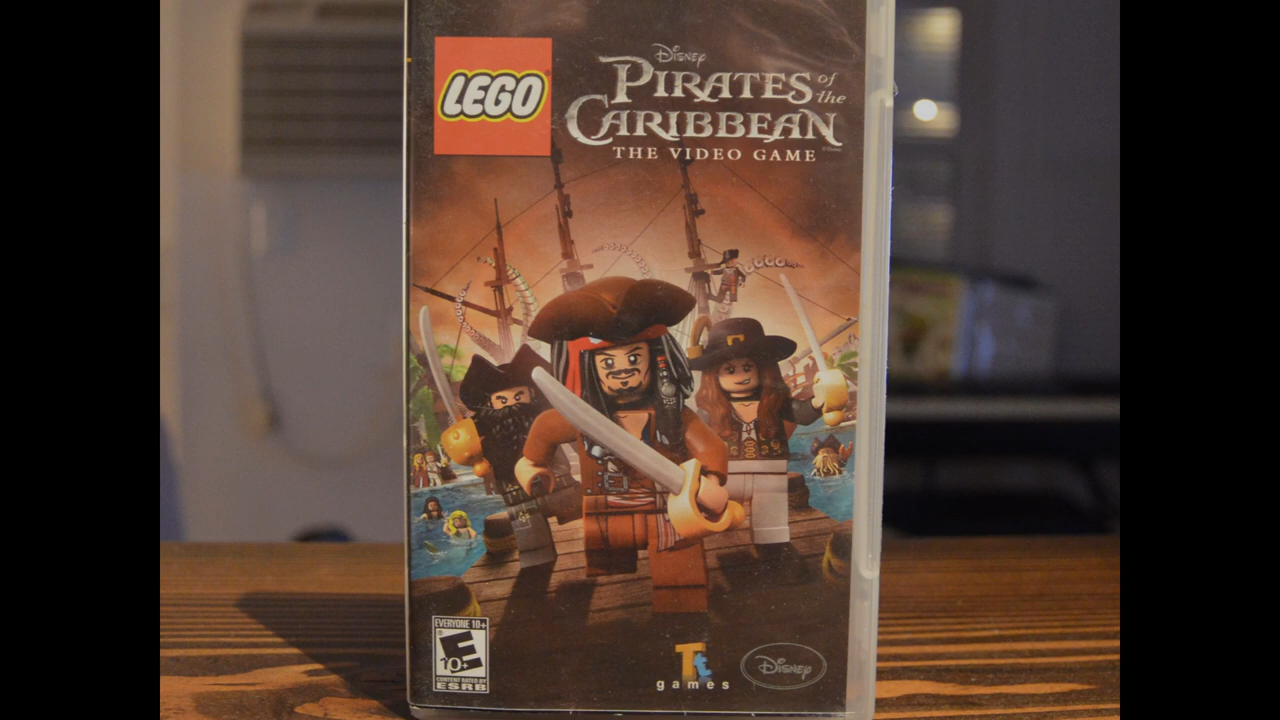 LEGO
Disney
PIRATES of
the
CARIBBEAN
THE VIDEO GAME
EVERYONE 10+
E
10+
CONTENT RATED BY
ESRB
Tt
games
Disney